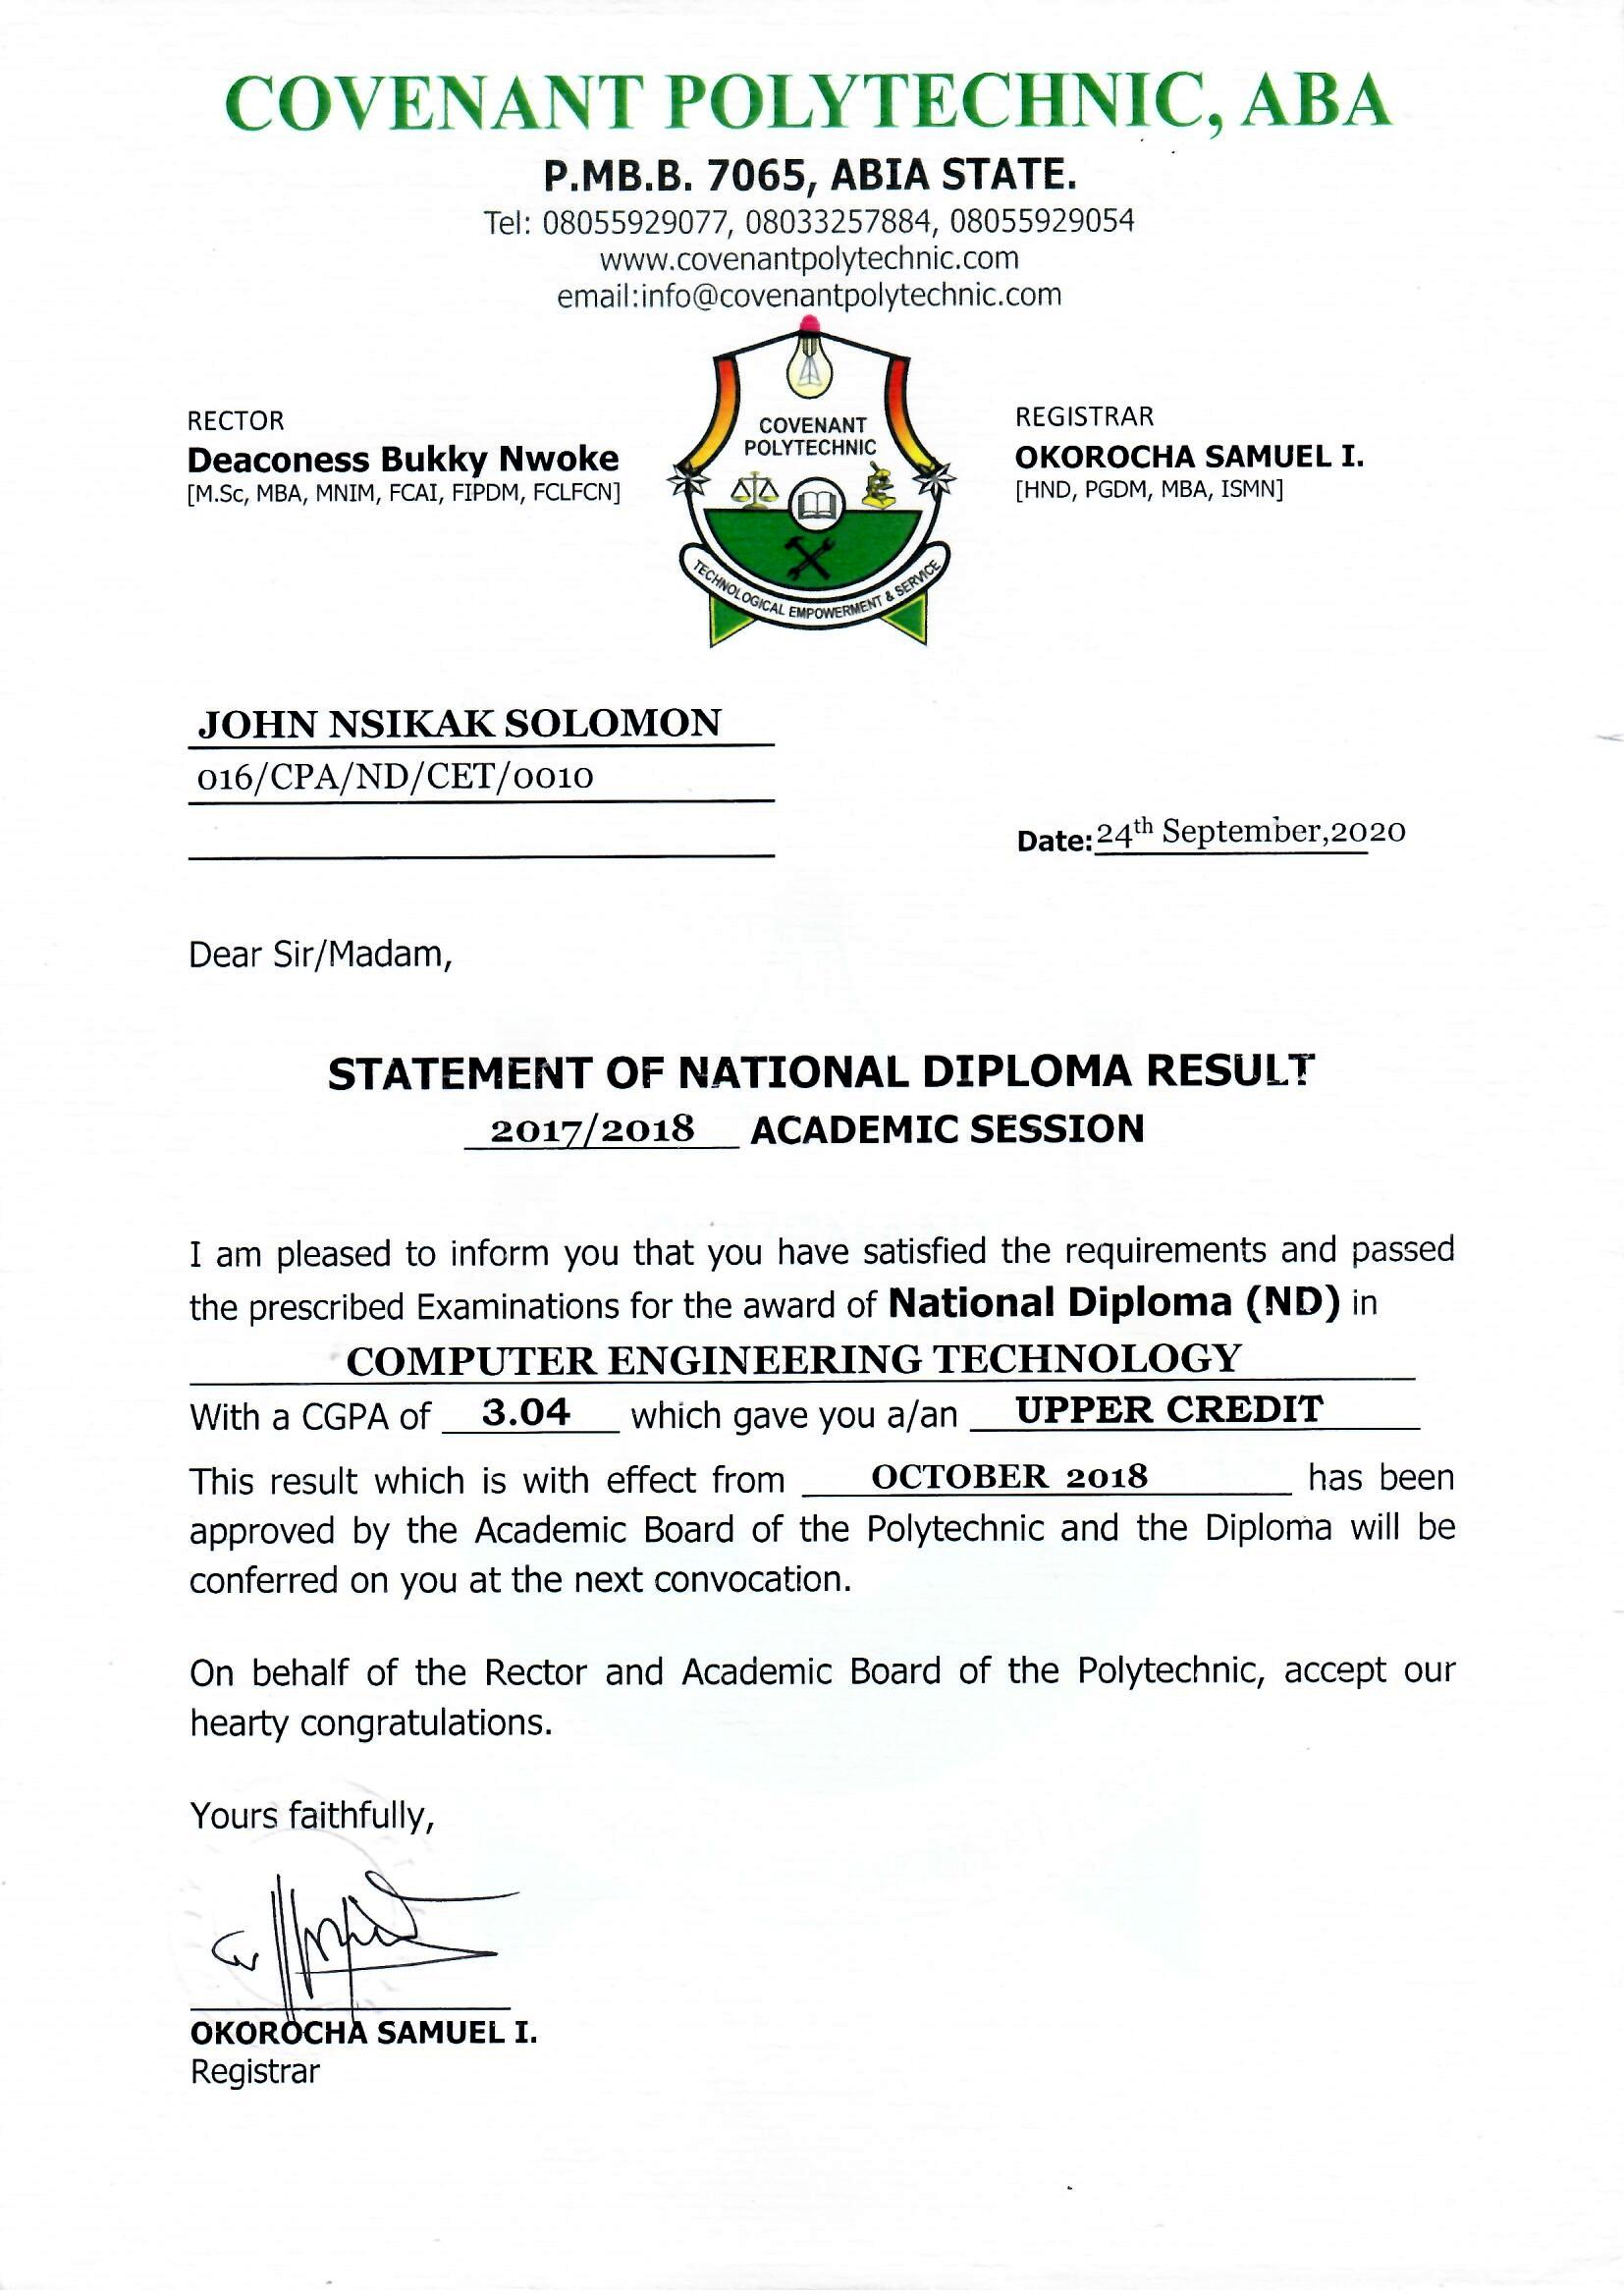 COVENANT POLYTECHNIC, ABA
P.MB.B. 7065, ABIA STATE.
Tel: 08055929077, 08033257884, 08055929054
www.covenantpolytechnic.com
email:info@covenantpolytechnic.com
RECTOR
Deaconess Bukky Nwoke
[M.Sc, MBA, MNIM, FCAI, FIPDM, FCLFCN]
COVENANT
POLYTECHNIC
TECHNOLOGICAL EMPOWERMENT & SERVICE
REGISTRAR
OKOROCHA SAMUEL I.
[HND, PGDM, MBA, ISMN]
JOHN NSIKAK SOLOMON
016/CPA/ND/CET/0010
Date: 24th September,2020
Dear Sir/Madam,
STATEMENT OF NATIONAL DIPLOMA RESULT
2017/2018 ACADEMIC SESSION
I am pleased to inform you that you have satisfied the requirements and passed
the prescribed Examinations for the award of National Diploma (ND) in
COMPUTER ENGINEERING TECHNOLOGY
With a CGPA of 3.04 which gave you a/an UPPER CREDIT
This result which is with effect from OCTOBER 2018 has been
approved by the Academic Board of the Polytechnic and the Diploma will be
conferred on you at the next convocation.
On behalf of the Rector and Academic Board of the Polytechnic, accept our
hearty congratulations.
Yours faithfully,
OKOROCHA SAMUEL I.
Registrar